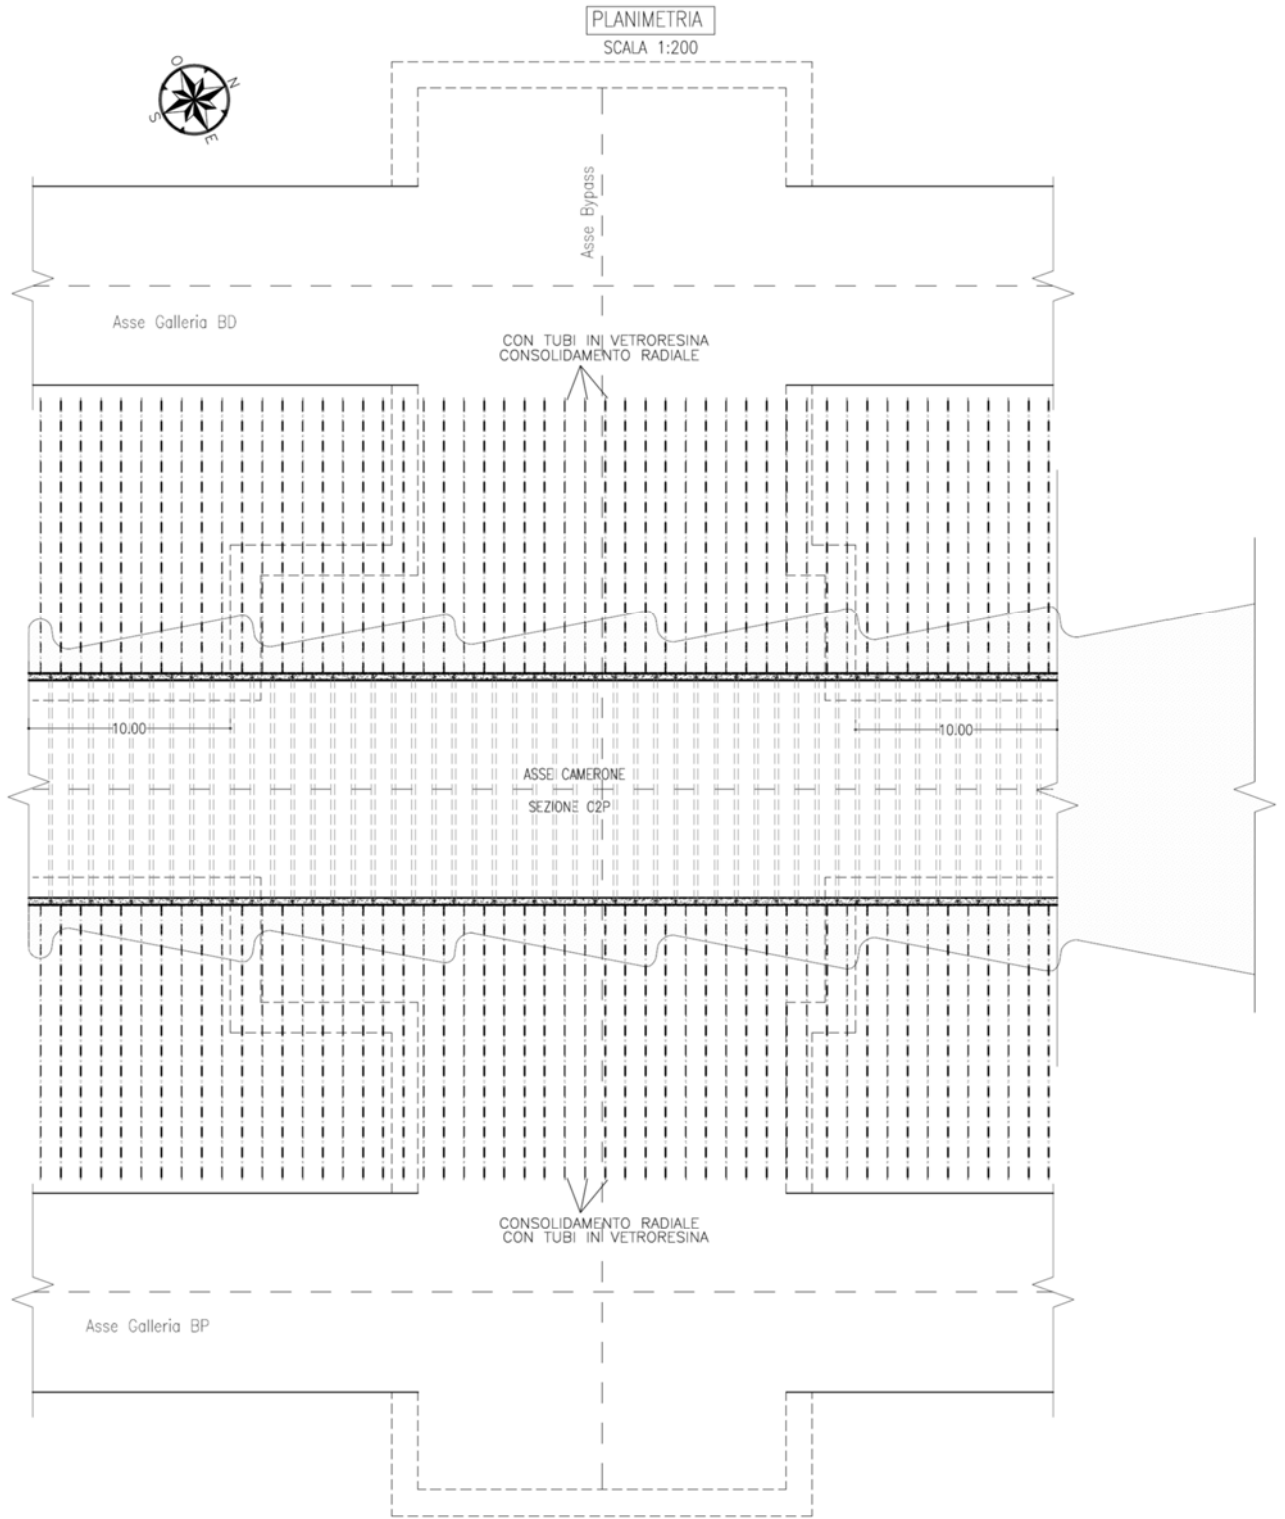 PLANIMETRIA
SCALA 1:200
O
N
S
E
Asse Bypass
Asse Galleria BD
CON TUBI IN VETRORESINA
CONSOLIDAMENTO RADIALE
10.00
10.00
ASSE CAMERONE
SEZIONE C2P
CONSOLIDAMENTO RADIALE
CON TUBI IN VETRORESINA
Asse Galleria BP